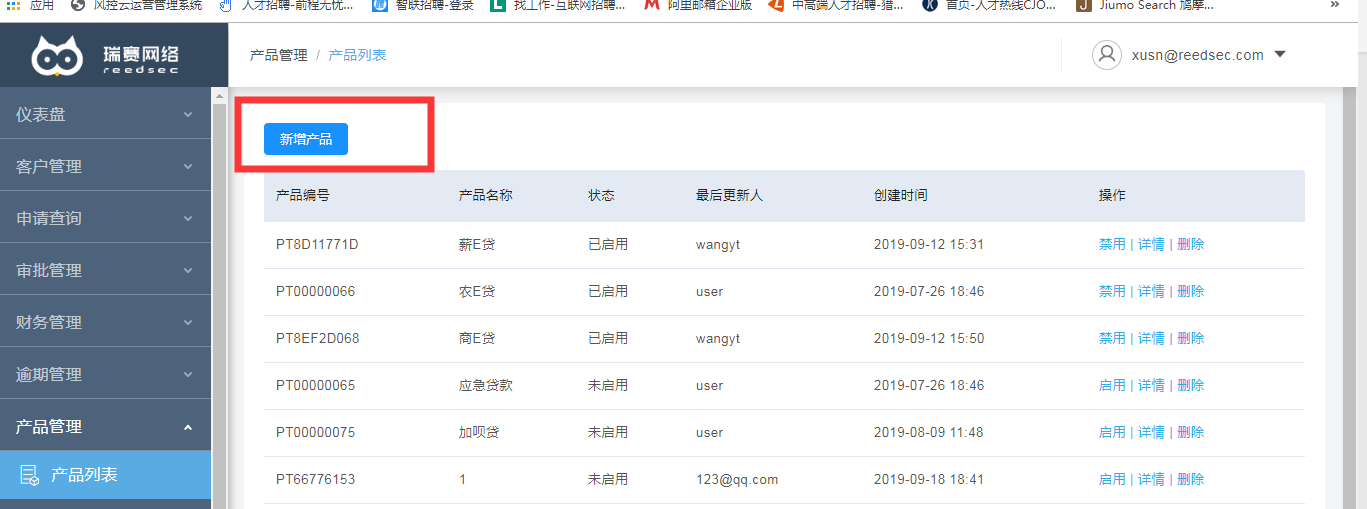 应用 风控云运营管理系统 人才招聘-前程无忧... 智联招聘-登录 找工作-互联网招聘... 阿里邮箱企业版 中高端人才招聘-猎... 首页-人才热线CJO... Jiumo Search 鸠摩... »
瑞赛网络
reedsec
产品管理 / 产品列表
xusn@reedsec.com
仪表盘
客户管理
申请查询
审批管理
财务管理
逾期管理
产品管理
产品列表
新增产品
产品编号 产品名称 状态 最后更新人 创建时间 操作
PT8D11771D 薪E贷 已启用 wangyt 2019-09-12 15:31 禁用 | 详情 | 删除
PT00000066 农E贷 已启用 user 2019-07-26 18:46 禁用 | 详情 | 删除
PT8EF2D068 商E贷 已启用 wangyt 2019-09-12 15:50 禁用 | 详情 | 删除
PT00000065 应急贷款 未启用 user 2019-07-26 18:46 启用 | 详情 | 删除
PT00000075 加呗贷 未启用 user 2019-08-09 11:48 启用 | 详情 | 删除
PT66776153 1 未启用 123@qq.com 2019-09-18 18:41 启用 | 详情 | 删除